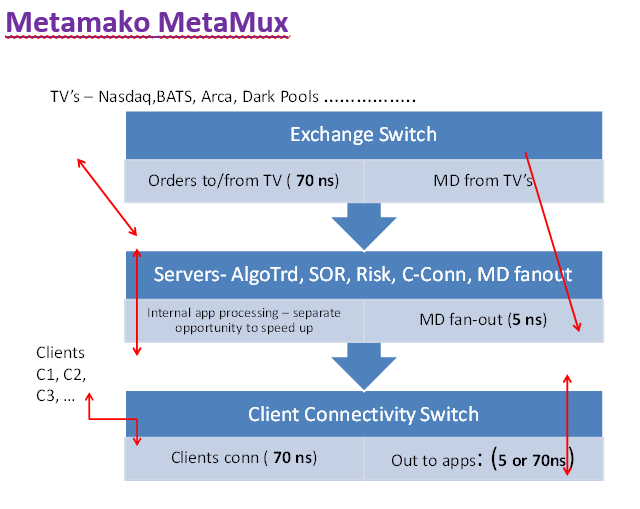 Metamako MetaMux
TV’s – Nasdaq,BATS, Arca, Dark Pools ……………..
Exchange Switch
Orders to/from TV ( 70 ns)
MD from TV’s
Servers- AlgoTrd, SOR, Risk, C-Conn, MD fanout
Internal app processing – separate
opportunity to speed up
MD fan-out (5 ns)
Clients
C1, C2,
C3, …
Client Connectivity Switch
Clients conn ( 70 ns)
Out to apps: (5 or 70ns)